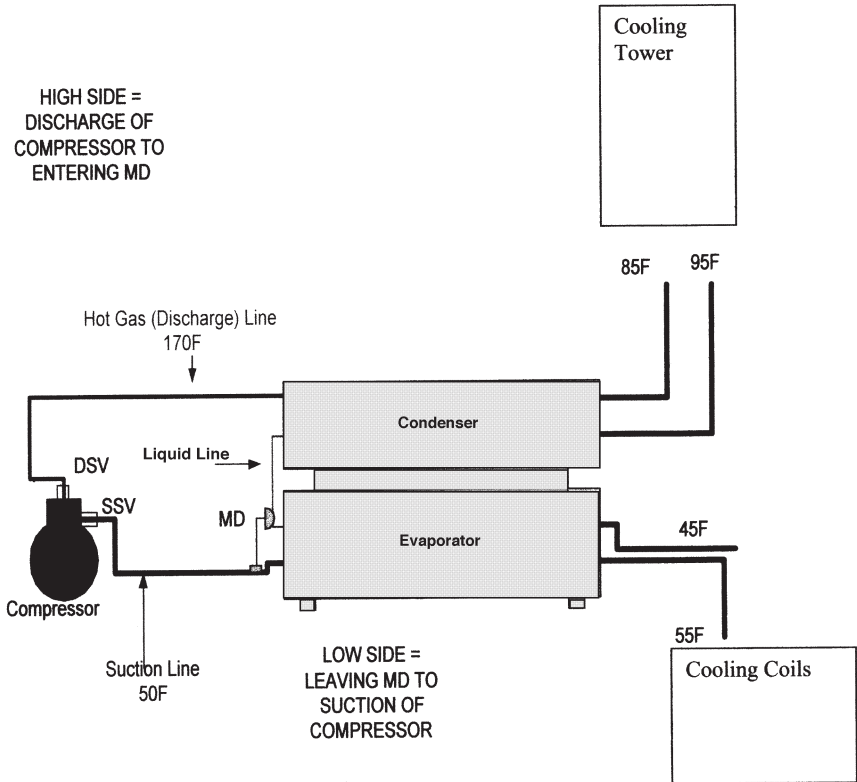 Cooling
Tower
HIGH SIDE =
DISCHARGE OF
COMPRESSOR TO
ENTERING MD
85F
95F
Hot Gas (Discharge) Line
170F
Condenser
Liquid Line
DSV
SSV
MD
Evaporator
45F
Compressor
55F
Suction Line
50F
LOW SIDE =
LEAVING MD TO
SUCTION OF
COMPRESSOR
Cooling Coils